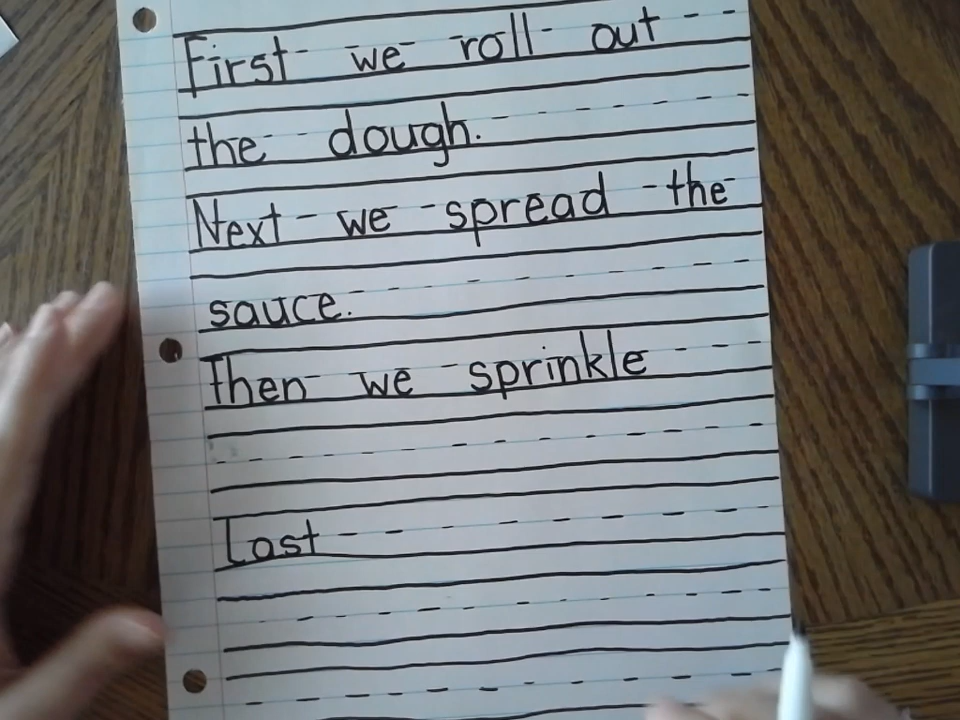 First we roll out
the dough.
Next we spread the
sauce.
Then we sprinkle
Last